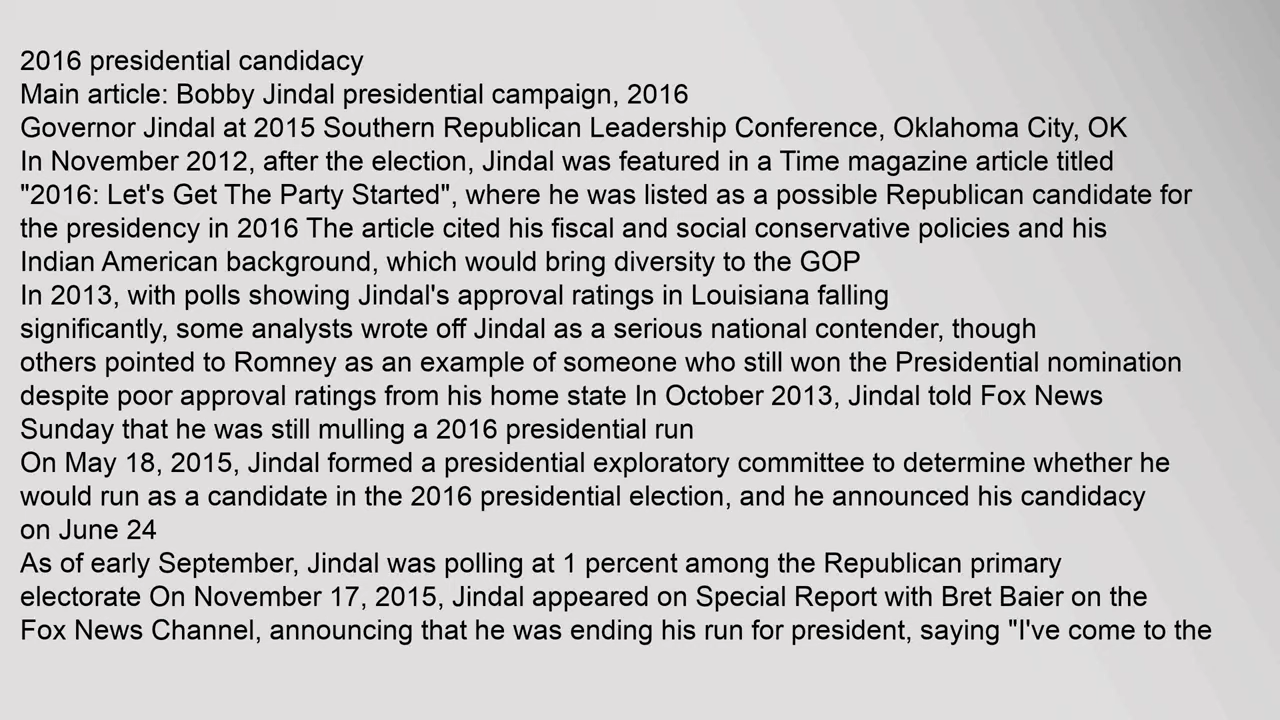 2016 presidential candidacy
Main article: Bobby Jindal presidential campaign, 2016
Governor Jindal at 2015 Southern Republican Leadership Conference, Oklahoma City, OK
In November 2012, after the election, Jindal was featured in a Time magazine article titled
"2016: Let's Get The Party Started", where he was listed as a possible Republican candidate for
the presidency in 2016 The article cited his fiscal and social conservative policies and his
Indian American background, which would bring diversity to the GOP
In 2013, with polls showing Jindal's approval ratings in Louisiana falling
significantly, some analysts wrote off Jindal as a serious national contender, though
others pointed to Romney as an example of someone who still won the Presidential nomination
despite poor approval ratings from his home state In October 2013, Jindal told Fox News
Sunday that he was still mulling a 2016 presidential run
On May 18, 2015, Jindal formed a presidential exploratory committee to determine whether he
would run as a candidate in the 2016 presidential election, and he announced his candidacy
on June 24
As of early September, Jindal was polling at 1 percent among the Republican primary
electorate On November 17, 2015, Jindal appeared on Special Report with Bret Baier on the
Fox News Channel, announcing that he was ending his run for president, saying "I've come to the